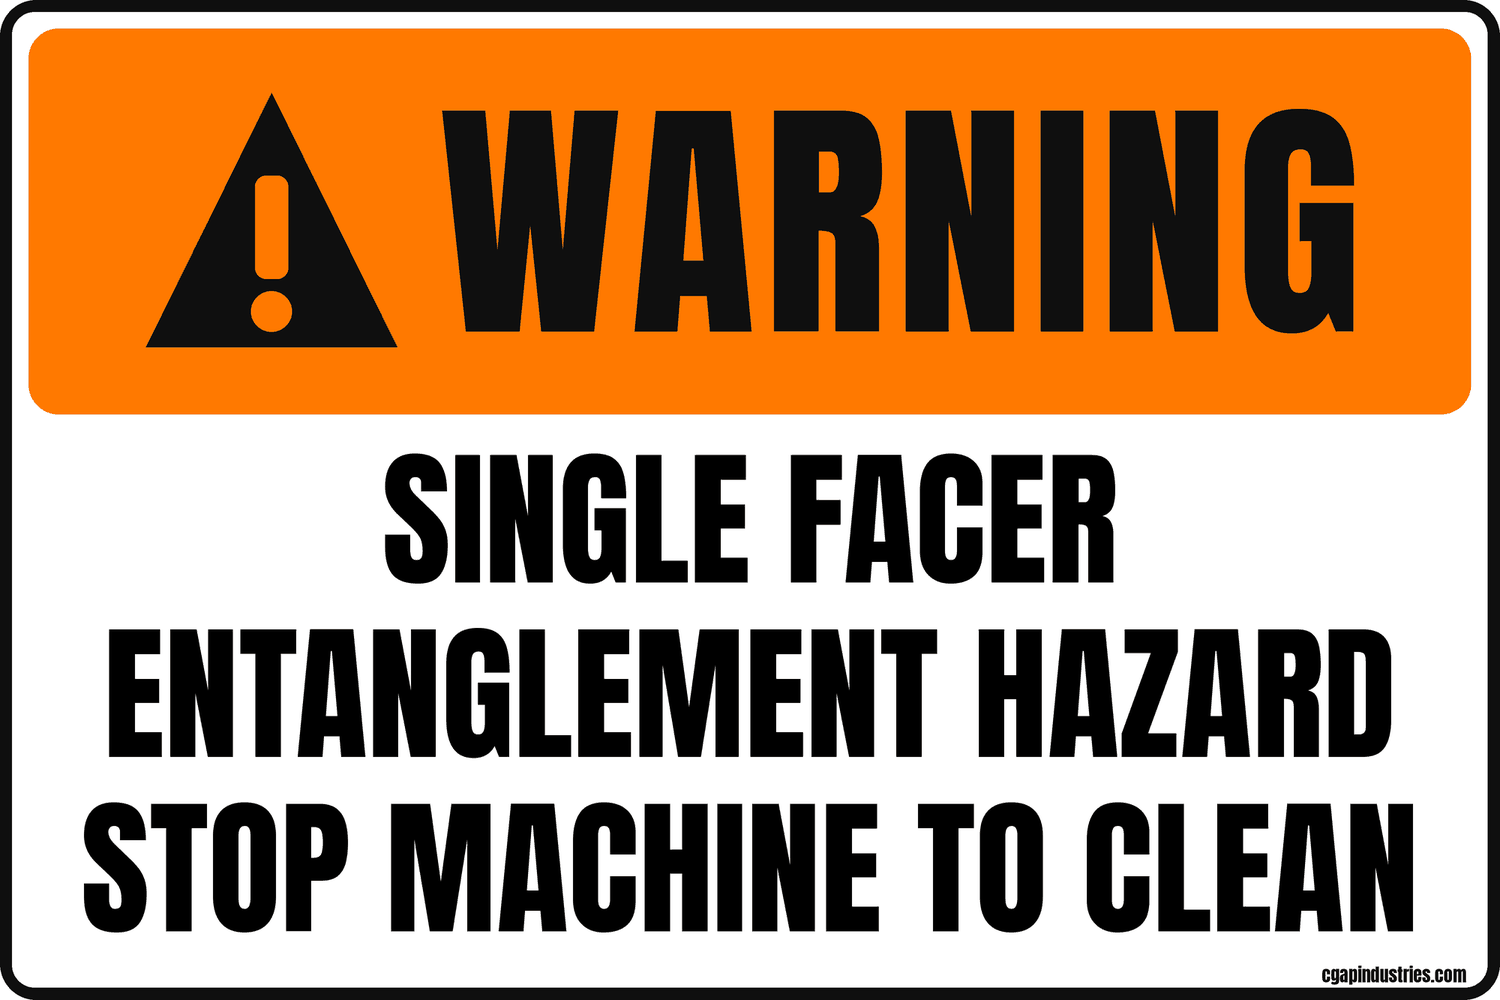 WARNING
SINGLE FACER
ENTANGLEMENT HAZARD
STOP MACHINE TO CLEAN
cgapindustries.com